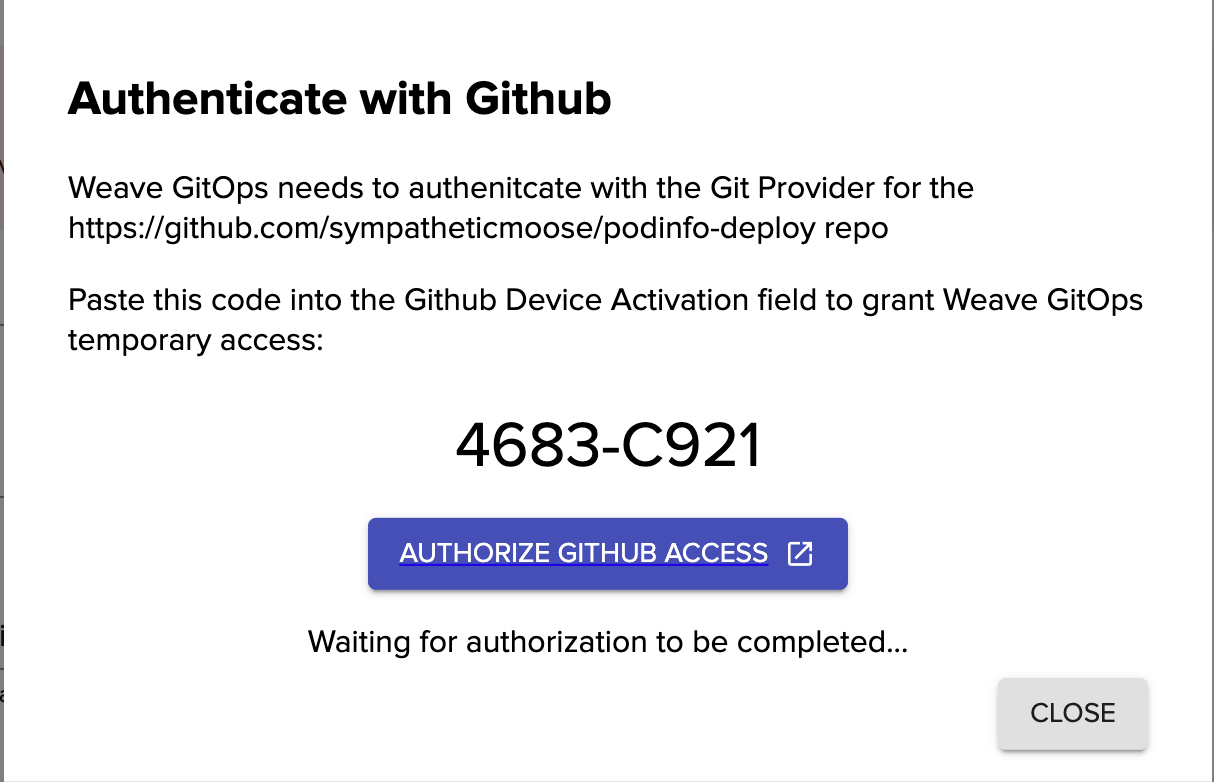 Authenticate with Github
Weave GitOps needs to authenitcate with the Git Provider for the
https://github.com/sympatheticmoose/podinfo-deploy repo
Paste this code into the Github Device Activation field to grant Weave GitOps
temporary access:
4683-C921
AUTHORIZE GITHUB ACCESS
Waiting for authorization to be completed...
CLOSE